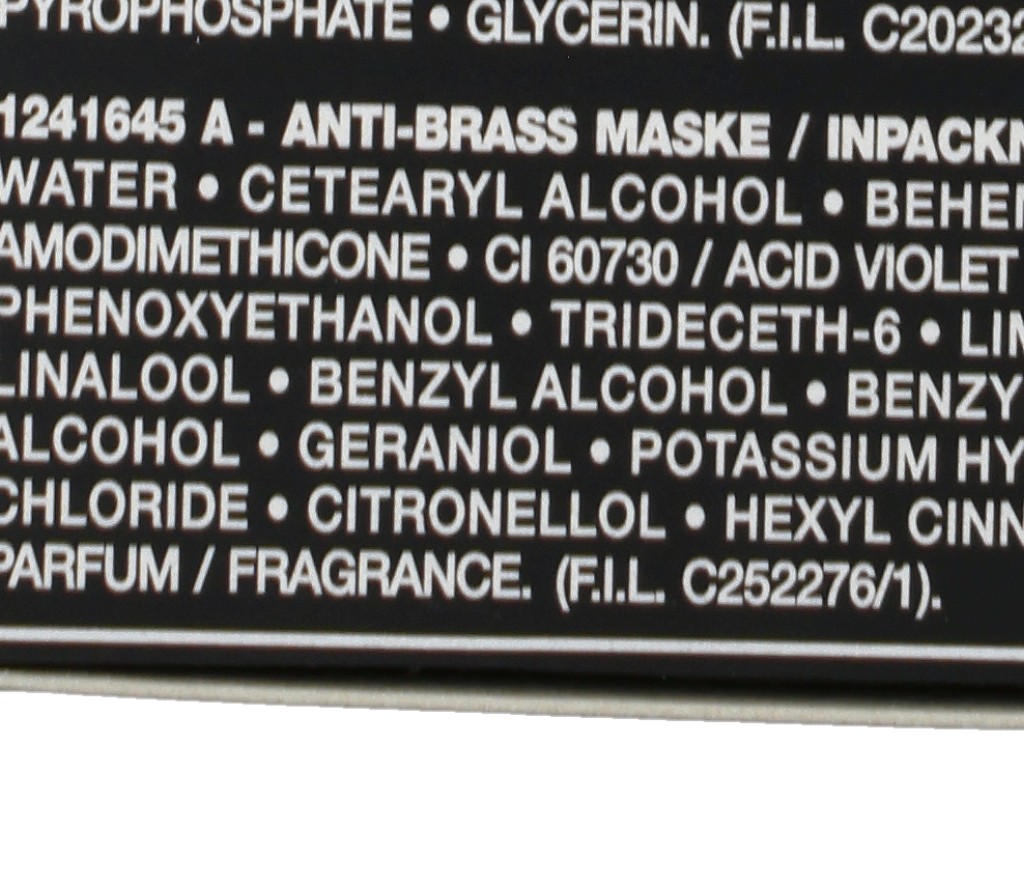 PYROPHOSPHATE • GLYCERIN. (F.I.L. C20232
1241645 A - ANTI-BRASS MASKE / INPACKN
WATER • CETEARYL ALCOHOL • BEHE
AMODIMETHICONE • CI 60730 / ACID VIOLET
PHENOXYETHANOL • TRIDECETH-6 • LIM
LINALOOL • BENZYL ALCOHOL • BENZY
ALCOHOL • GERANIOL • POTASSIUM HY
CHLORIDE • CITRONELLOL • HEXYL CINN
PARFUM / FRAGRANCE. (F.I.L. C252276/1).